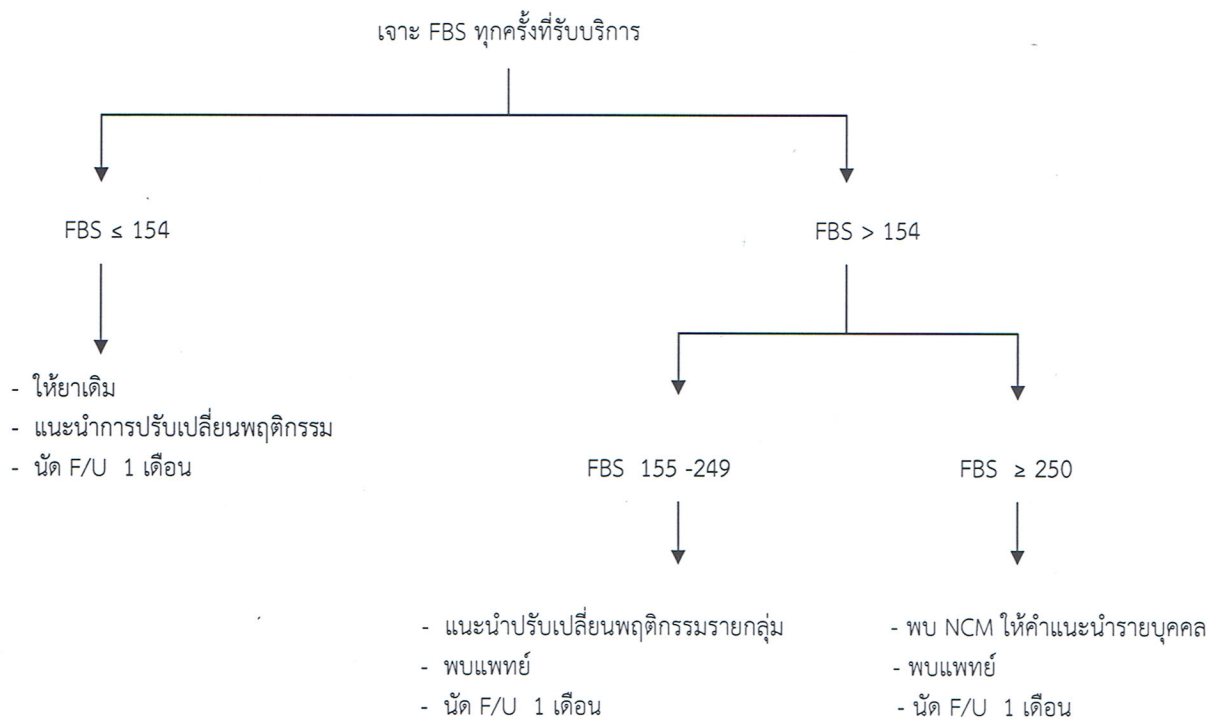 เจาะ FBS ทุกครั้งที่รับบริการ
FBS ≤ 154
FBS > 154
- ให้ยาเดิม
- แนะนำการปรับเปลี่ยนพฤติกรรม
- นัด F/U 1 เดือน
FBS 155 -249
FBS ≥ 250
- แนะนำปรับเปลี่ยนพฤติกรรมรายกลุ่ม
- พบแพทย์
- นัด F/U 1 เดือน
- พบ NCM ให้คำแนะนำรายบุคคล
- พบแพทย์
- นัด F/U 1 เดือน